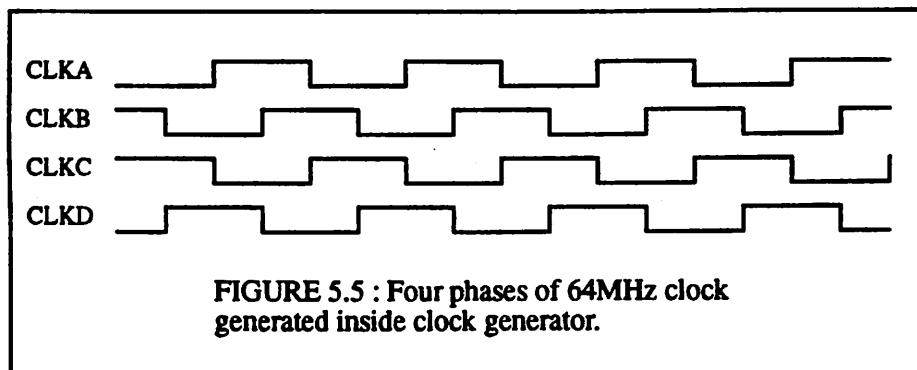 CLKA
CLKB
CLKC
CLKD
FIGURE 5.5 : Four phases of 64MHz clock
generated inside clock generator.